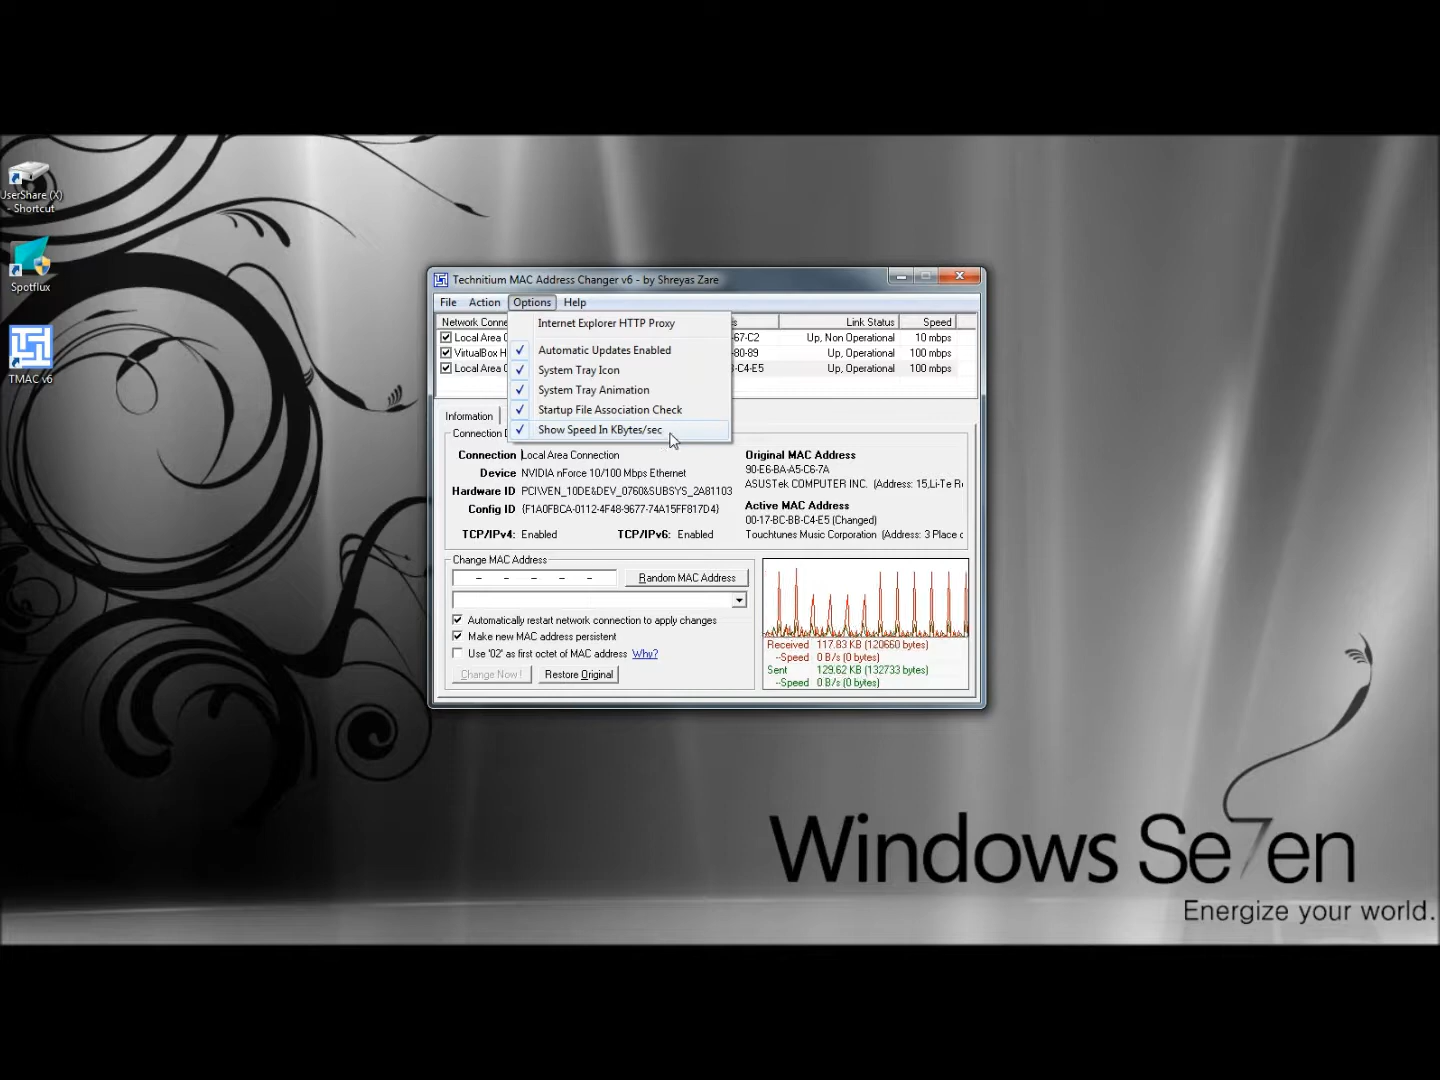 UserShare (X)
- Shortcut
Spotflux
TMAC v6
Technitium MAC Address Changer v6 - by Shreyas Zare
File Action Options Help
Network Conne Link Status Speed
Local Area 67-C2 Up, Non Operational 10 mbps
VirtualBox H -80-89 Up, Operational 100 mbps
Local Area -C4-E5 Up, Operational 100 mbps
Internet Explorer HTTP Proxy
Automatic Updates Enabled
System Tray Icon
System Tray Animation
Startup File Association Check
Show Speed In KBytes/sec
Information
Connection
Connection Local Area Connection
Device NVIDIA nForce 10/100 Mbps Ethernet
Hardware ID PCI\VEN_10DE&DEV_0760&SUBSYS_2A81103
Config ID {F1A0FBCA-0112-4F48-9677-74A15FF817D4}
TCP/IPv4: Enabled TCP/IPv6: Enabled
Original MAC Address
90-E6-BA-A5-C6-7A
ASUSTek COMPUTER INC. (Address: 15,Li-Te R
Active MAC Address
00-17-BC-BB-C4-E5 (Changed)
Touchtunes Music Corporation (Address: 3 Place
Change MAC Address
- - - - -
Random MAC Address
Automatically restart network connection to apply changes
Make new MAC address persistent
Use '02' as first octet of MAC address Why?
Change Now! Restore Original
Received 117.83 KB (120660 bytes)
--Speed 0 B/s (0 bytes)
Sent 129.62 KB (132733 bytes)
--Speed 0 B/s (0 bytes)
Windows Se7en
Energize your world.